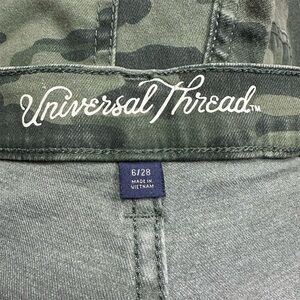 Universal Thread™
6/28
MADE IN
VIETNAM